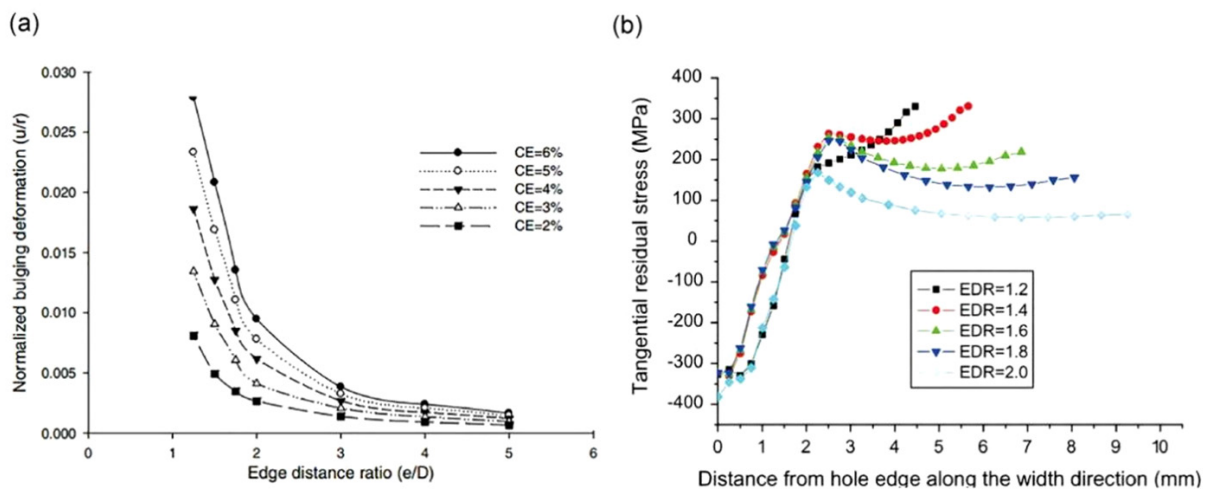 (a)
0.030
0.025
0.020
0.015
0.010
0.005
0.000
Normalized bulging deformation (u/r)
0 1 2 3 4 5 6
Edge distance ratio (e/D)
CE=6%
CE=5%
CE=4%
CE=3%
CE=2%
(b)
400
300
200
100
0
-100
-200
-300
-400
Tangential residual stress (MPa)
0 1 2 3 4 5 6 7 8 9 10
Distance from hole edge along the width direction (mm)
EDR=1.2
EDR=1.4
EDR=1.6
EDR=1.8
EDR=2.0